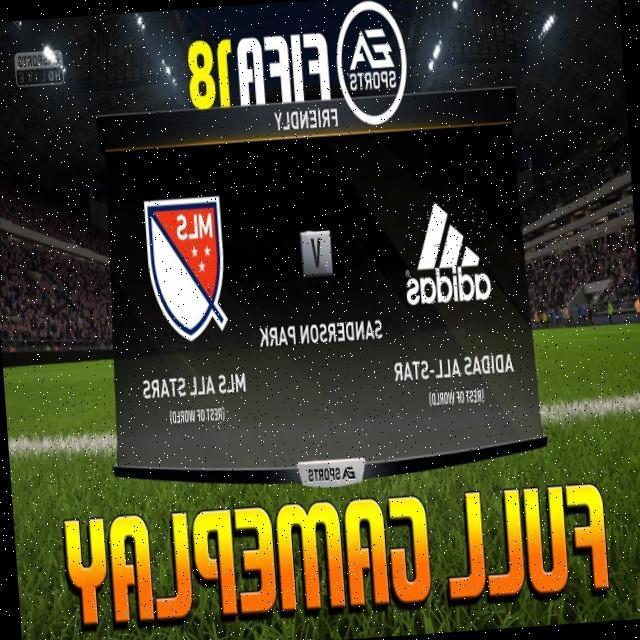 EA SPORTS FIFA 18
FRIENDLY
adidas
V
MLS
SANDERSON PARK
ADIDAS ALL-STAR
(REST OF WORLD)
MLS ALL STARS
(REST OF WORLD)
EA SPORTS
FULL GAMEPLAY